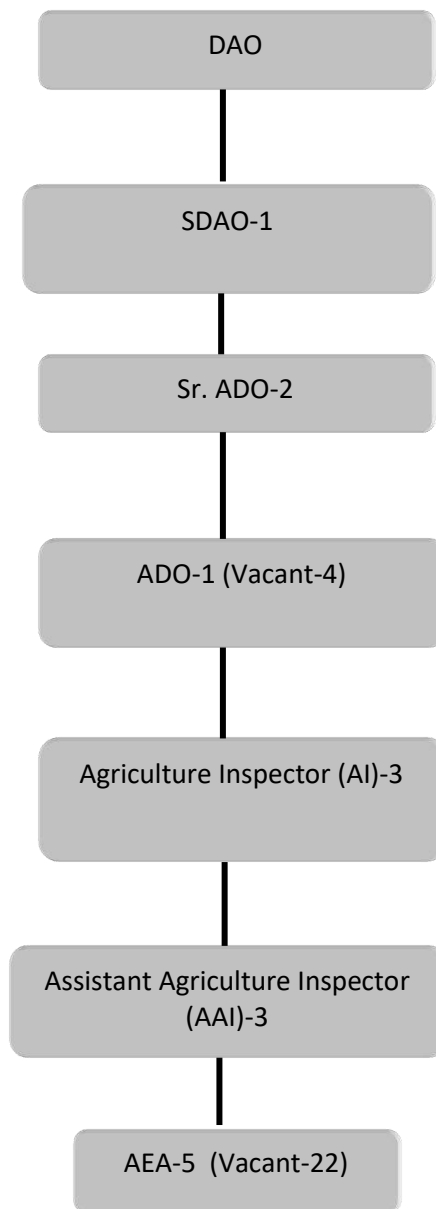 DAO
SDAO-1
Sr. ADO-2
ADO-1 (Vacant-4)
Agriculture Inspector (AI)-3
Assistant Agriculture Inspector
(AAI)-3
AEA-5 (Vacant-22)